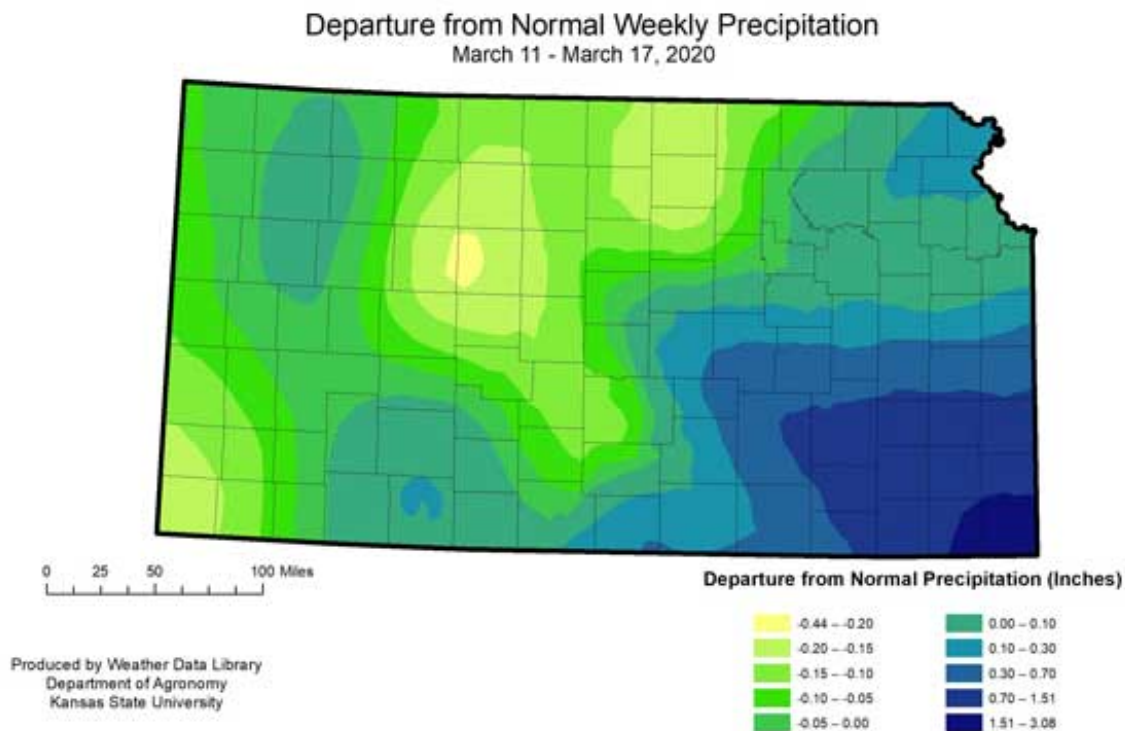 Departure from Normal Weekly Precipitation
March 11 - March 17, 2020
0 25 50 100 Miles
Produced by Weather Data Library
Department of Agronomy
Kansas State University
Departure from Normal Precipitation (Inches)
-0.44 – -0.20
-0.20 – -0.15
-0.15 – -0.10
-0.10 – -0.05
-0.05 – 0.00
0.00 – 0.10
0.10 – 0.30
0.30 – 0.70
0.70 – 1.51
1.51 – 3.08